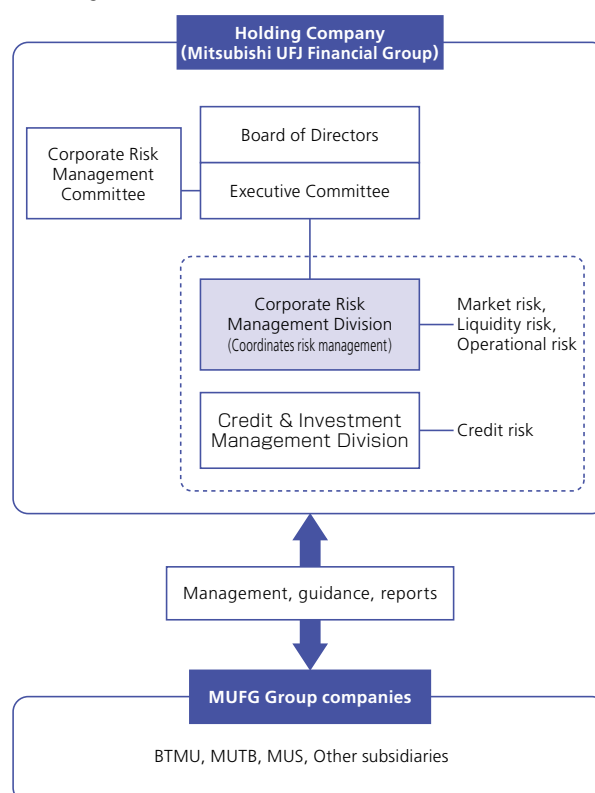 Holding Company
(Mitsubishi UFJ Financial Group)
Board of Directors
Corporate Risk
Management
Committee
Executive Committee
Corporate Risk
Management Division
(Coordinates risk management)
Market risk,
Liquidity risk,
Operational risk
Credit & Investment
Management Division
Credit risk
Management, guidance, reports
MUFG Group companies
BTMU, MUTB, MUS, Other subsidiaries